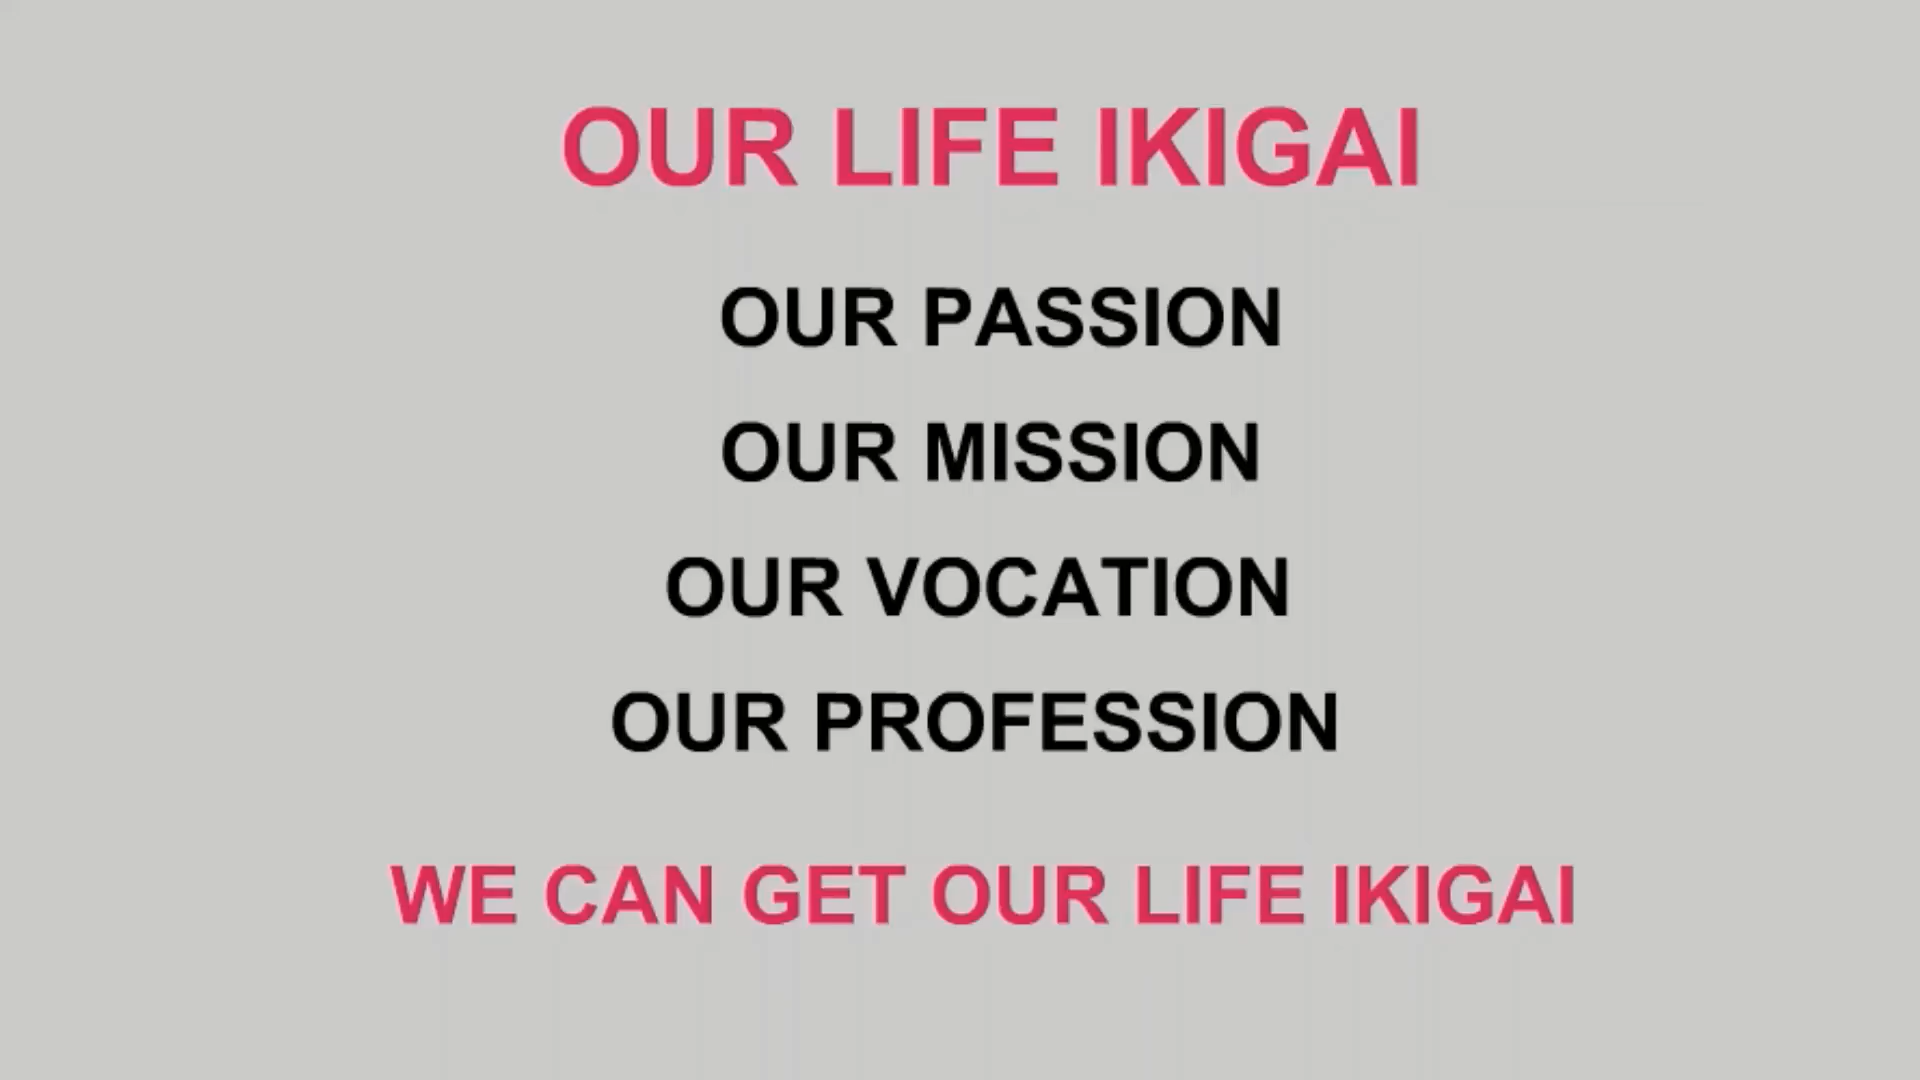 OUR LIFE IKIGAI
OUR PASSION
OUR MISSION
OUR VOCATION
OUR PROFESSION
WE CAN GET OUR LIFE IKIGAI